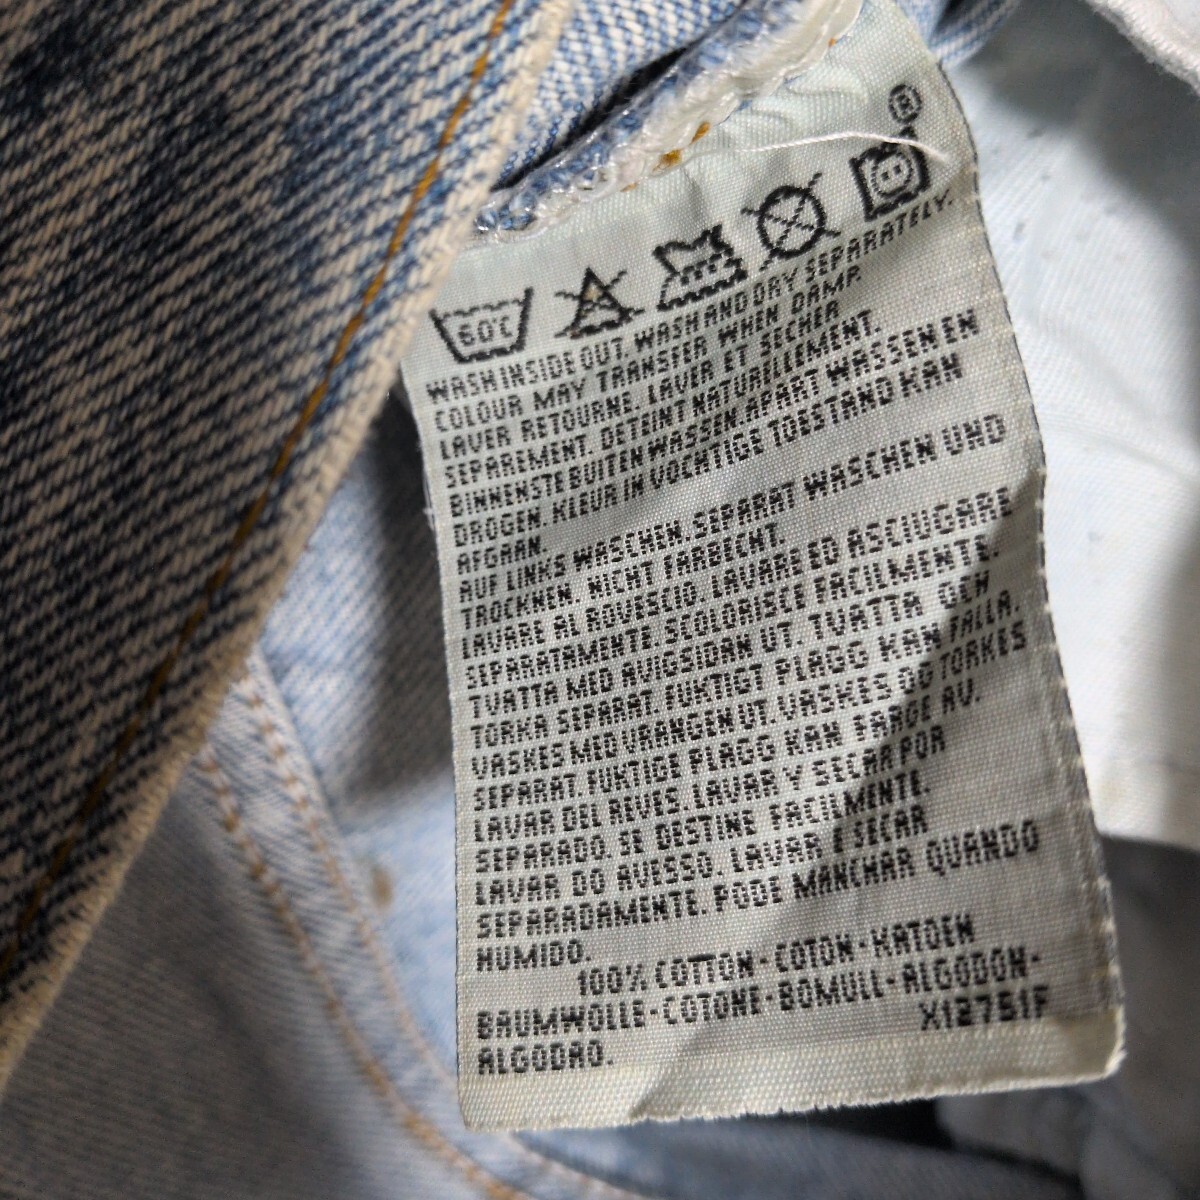 60°C
®
WASH INSIDE OUT. WASH AND DRY SEPARATELY.
COLOUR MAY TRANSFER WHEN DAMP.
LAVER RETOURNE. LAVER ET SECHER
SEPAREMENT. DETEINT NATURELLEMENT.
BINNENSTE BUITEN WASSEN. APART WASSEN EN
DROGEN. KLEUR IN VOCHTIGE TOESTAND KAN
AFGAAN.
AUF LINKS WASCHEN. SEPARAT WASCHEN UND
TROCKNEN. NICHT FARBECHT.
LAVARE AL ROVESCIO. LAVARE ED ASCIUGARE
SEPARATAMENTE. SCOLORISCE FACILMENTE.
TVATTA MED AVIGSIDAN UT. TVATTA OCH
TORKA SEPARAT. FUKTIGT PLAGG KAN FALLA.
VASKES MED VRANGEN UT. VASKES OG TORKES
SEPARAT. FUKTIGE PLAGG KAN FARGE AV.
LAVAR DEL REVES. LAVAR Y SECAR POR
SEPARADO. SE DESTINE FACILMENTE.
LAVAR DO AVESSO. LAVAR E SECAR
SEPARADAMENTE. PODE MANCHAR QUANDO
HUMIDO.
100% COTTON-COTON-KATOEN
BAUMWOLLE-COTONE-BOMULL-ALGODON-
ALGODAO. X12751F